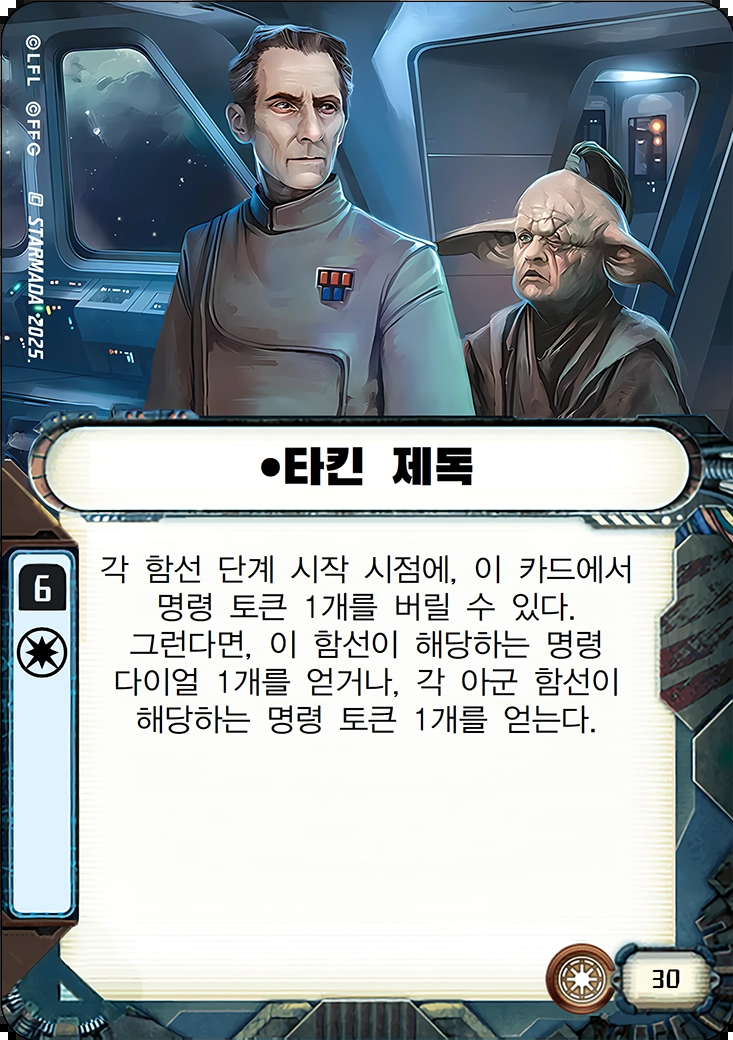 ©LFL ©FFG STARMADA 2025.
•타킨 제독
각 함선 단계 시작 시점에, 이 카드에서
명령 토큰 1개를 버릴 수 있다.
그런다면, 이 함선이 해당하는 명령
다이얼 1개를 얻거나, 각 아군 함선이
해당하는 명령 토큰 1개를 얻는다.
6
30